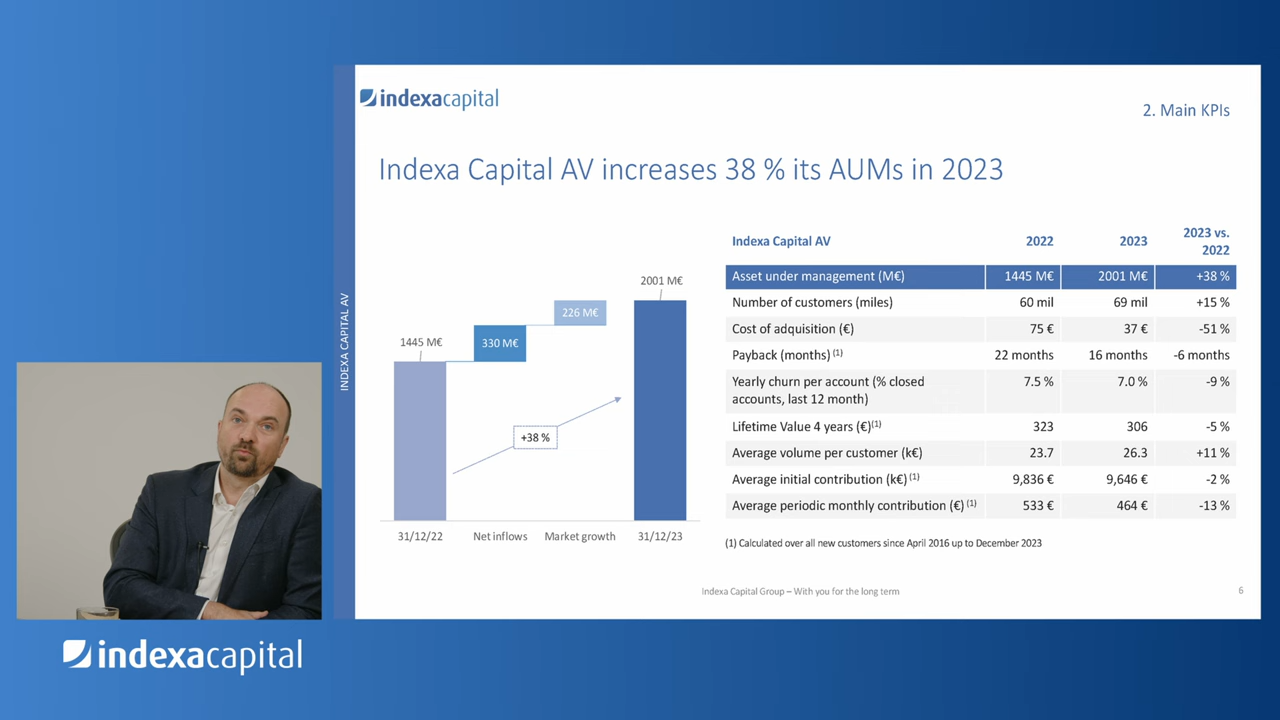 indexacapital
2. Main KPIs
Indexa Capital AV increases 38 % its AUMs in 2023
INDEXA CAPITAL AV
1445 M€
330 M€
226 M€
2001 M€
+38 %
31/12/22 Net inflows Market growth 31/12/23
Indexa Capital AV 2022 2023 2023 vs.
2022
Asset under management (M€) 1445 M€ 2001 M€ +38 %
Number of customers (miles) 60 mil 69 mil +15 %
Cost of adquisition (€) 75 € 37 € -51 %
Payback (months) (1) 22 months 16 months -6 months
Yearly churn per account (% closed 7.5 % 7.0 % -9 %
accounts, last 12 month)
Lifetime Value 4 years (€)(1) 323 306 -5 %
Average volume per customer (k€) 23.7 26.3 +11 %
Average initial contribution (k€) (1) 9,836 € 9,646 € -2 %
Average periodic monthly contribution (€) (1) 533 € 464 € -13 %
(1) Calculated over all new customers since April 2016 up to December 2023
Indexa Capital Group – With you for the long term
6
indexacapital